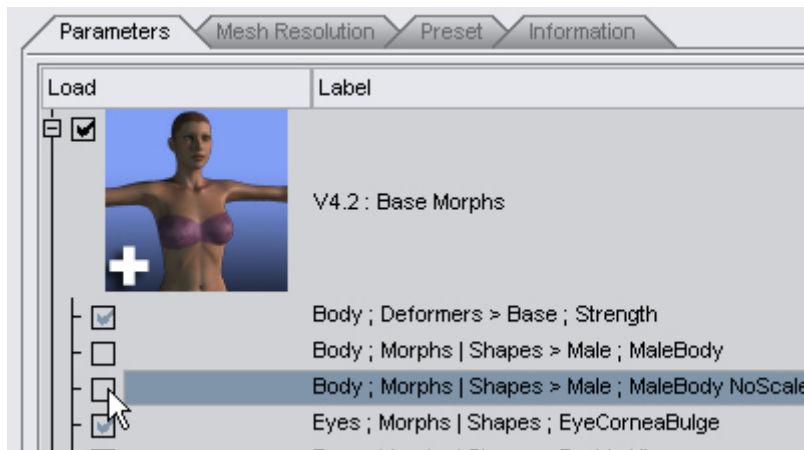 Parameters Mesh Resolution Preset Information
Load Label
V4.2 : Base Morphs
Body ; Deformers > Base ; Strength
Body ; Morphs | Shapes > Male ; MaleBody
Body ; Morphs | Shapes > Male ; MaleBody NoScale
Eyes ; Morphs | Shapes ; EyeCorneaBulge